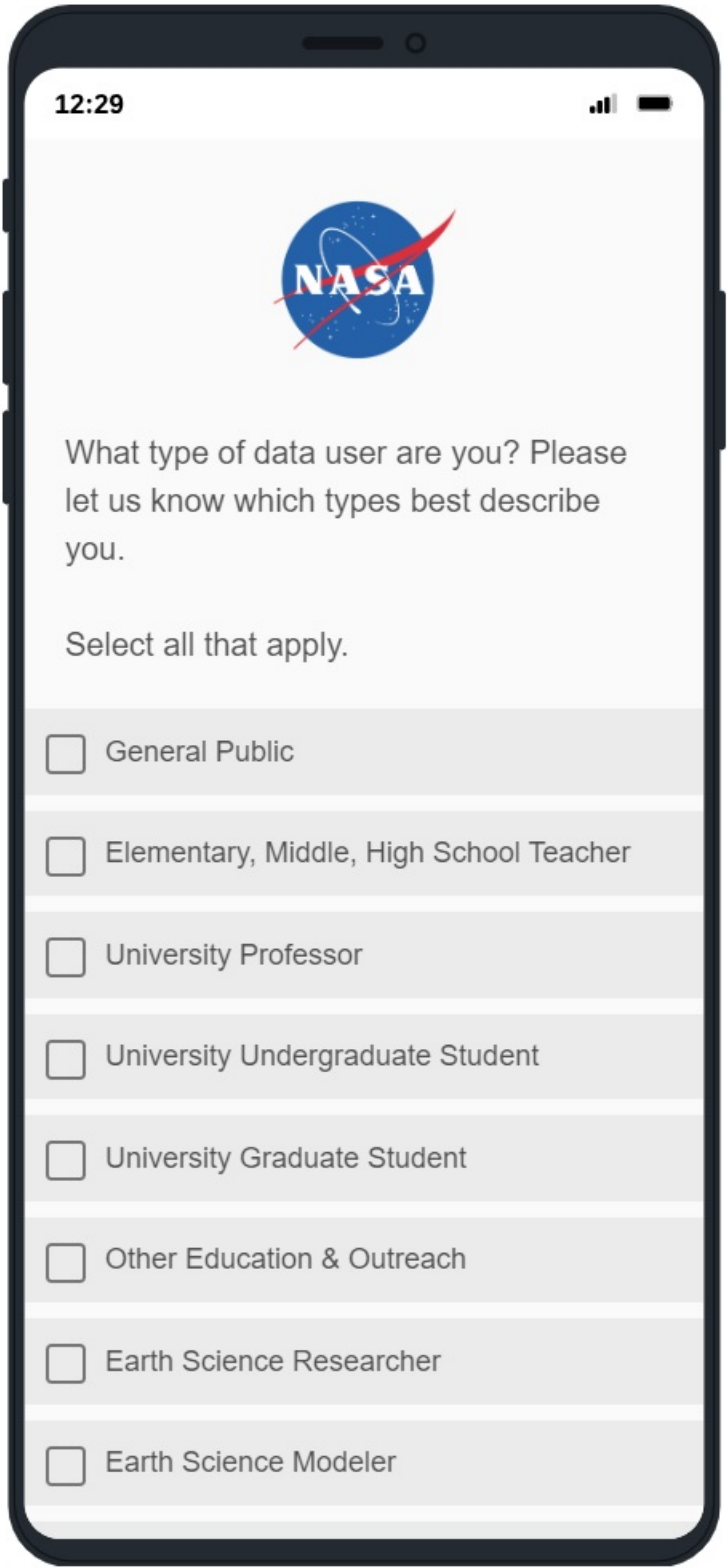 12:29
NASA
What type of data user are you? Please
let us know which types best describe
you.
Select all that apply.
General Public
Elementary, Middle, High School Teacher
University Professor
University Undergraduate Student
University Graduate Student
Other Education & Outreach
Earth Science Researcher
Earth Science Modeler